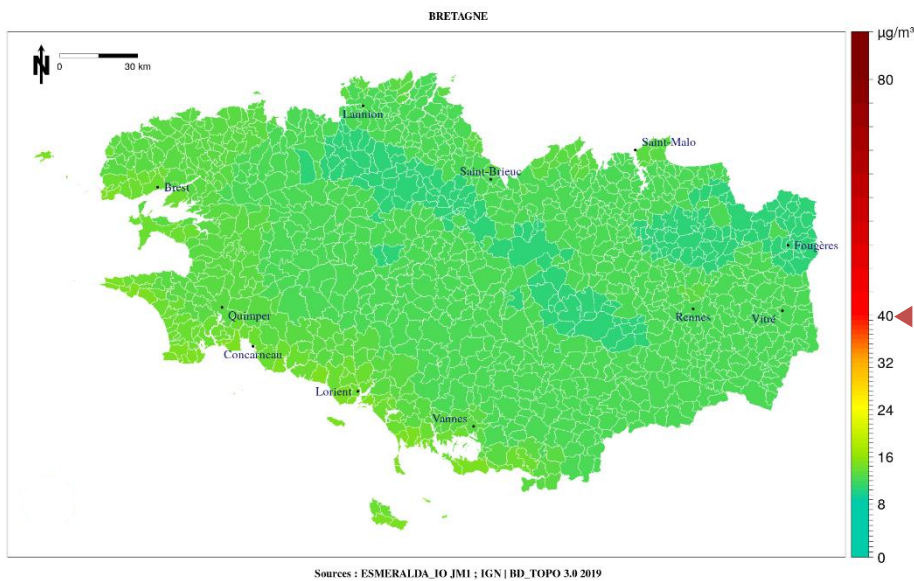 BRETAGNE
µg/m³
N
0 30 km
80
Lannion
Saint-Malo
Saint-Brieuc
Brest
Fougères
Quimper
Rennes
Vitré
40
Concarneau
32
Lorient
24
Vannes
16
8
0
Sources : ESMERALDA_IO JM1 ; IGN | BD_TOPO 3.0 2019